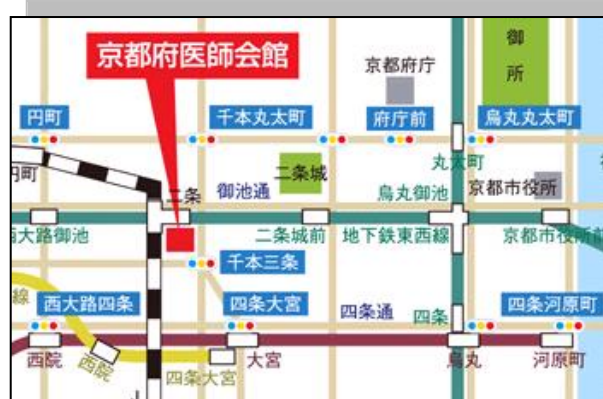 御
所
京都府医師会館
京都府庁
円町
千本丸太町
府庁前
烏丸丸太町
円町
二条城
丸太町
二条
御池通
烏丸御池
京都市役所
西大路御池
二条城前
地下鉄東西線
京都市役所前
千本三条
線
西大路四条
四条大宮
四条通
四条
四条河原町
西院
西院
大宮
烏丸
河原町
四条大宮